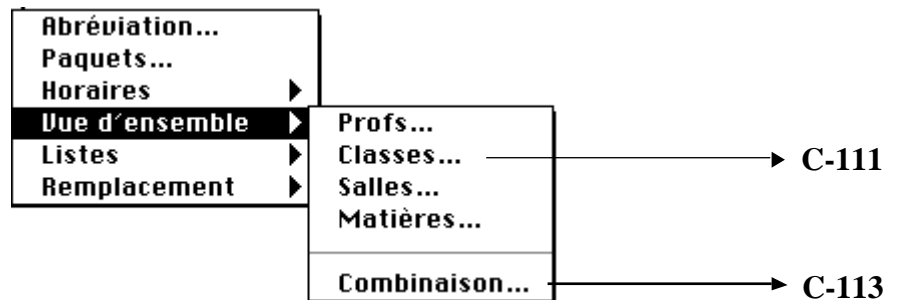 Abréviation...
Paquets...
Horaires
Vue d'ensemble
Listes
Remplacement
Profs...
Classes...
Salles...
Matières...
Combinaison...
C-111
C-113